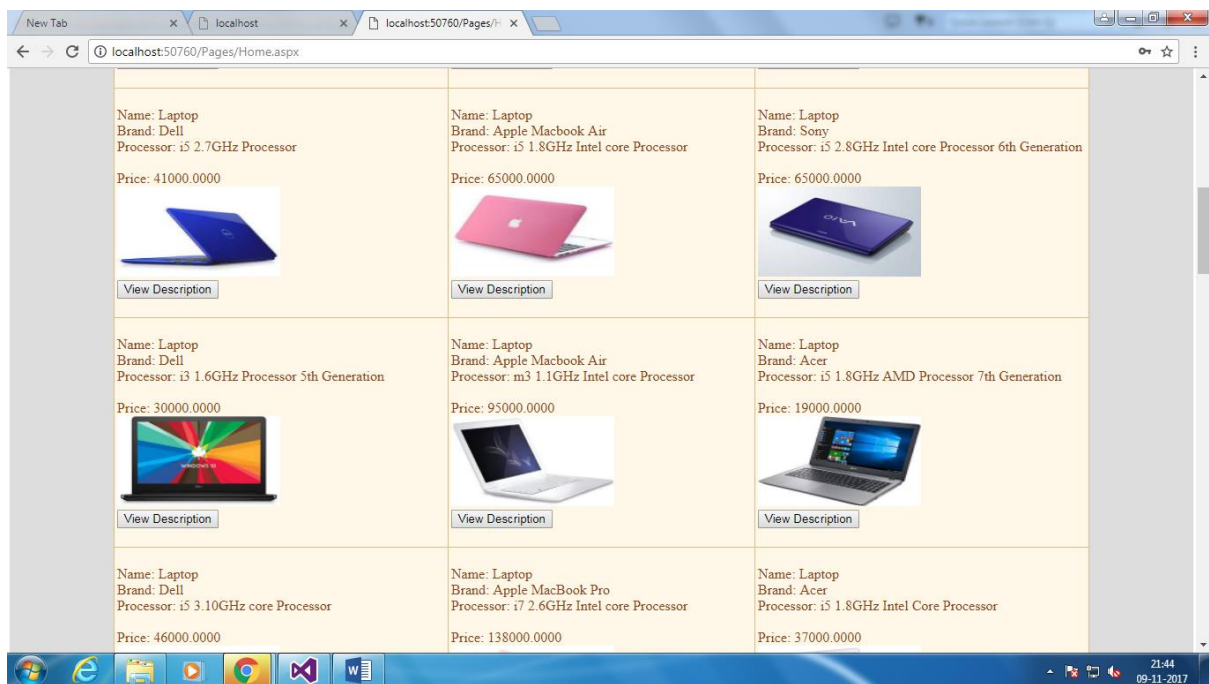 New Tab
localhost
localhost:50760/Pages/H
localhost:50760/Pages/Home.aspx
Name: Laptop
Brand: Dell
Processor: i5 2.7GHz Processor
Price: 41000.0000
View Description
Name: Laptop
Brand: Apple Macbook Air
Processor: i5 1.8GHz Intel core Processor
Price: 65000.0000
View Description
Name: Laptop
Brand: Sony
Processor: i5 2.8GHz Intel core Processor 6th Generation
Price: 65000.0000
VAIO
View Description
Name: Laptop
Brand: Dell
Processor: i3 1.6GHz Processor 5th Generation
Price: 30000.0000
WINDOWS 10
View Description
Name: Laptop
Brand: Apple Macbook Air
Processor: m3 1.1GHz Intel core Processor
Price: 95000.0000
View Description
Name: Laptop
Brand: Acer
Processor: i5 1.8GHz AMD Processor 7th Generation
Price: 19000.0000
View Description
Name: Laptop
Brand: Dell
Processor: i5 3.10GHz core Processor
Price: 46000.0000
Name: Laptop
Brand: Apple MacBook Pro
Processor: i7 2.6GHz Intel core Processor
Price: 138000.0000
Name: Laptop
Brand: Acer
Processor: i5 1.8GHz Intel Core Processor
Price: 37000.0000
21:44
09-11-2017